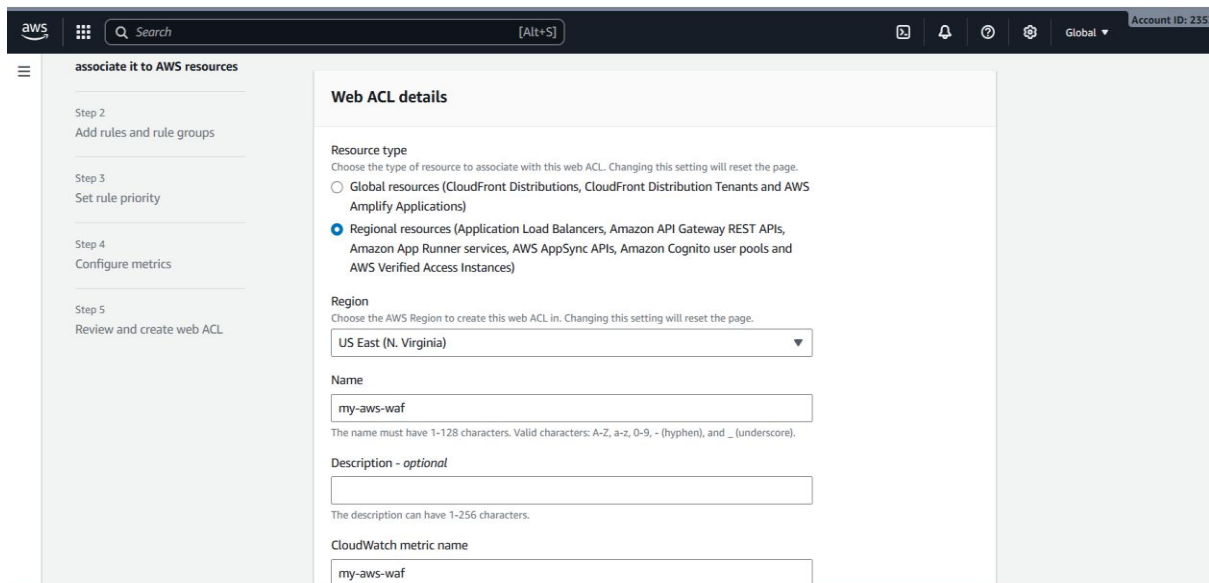 aws
Search
[Alt+S]
Global
Account ID: 235
associate it to AWS resources
Step 2
Add rules and rule groups
Step 3
Set rule priority
Step 4
Configure metrics
Step 5
Review and create web ACL
Web ACL details
Resource type
Choose the type of resource to associate with this web ACL. Changing this setting will reset the page.
Global resources (CloudFront Distributions, CloudFront Distribution Tenants and AWS
Amplify Applications)
Regional resources (Application Load Balancers, Amazon API Gateway REST APIs,
Amazon App Runner services, AWS AppSync APIs, Amazon Cognito user pools and
AWS Verified Access Instances)
Region
Choose the AWS Region to create this web ACL in. Changing this setting will reset the page.
US East (N. Virginia)
Name
my-aws-waf
The name must have 1-128 characters. Valid characters: A-Z, a-z, 0-9, - (hyphen), and _ (underscore).
Description - optional
The description can have 1-256 characters.
CloudWatch metric name
my-aws-waf